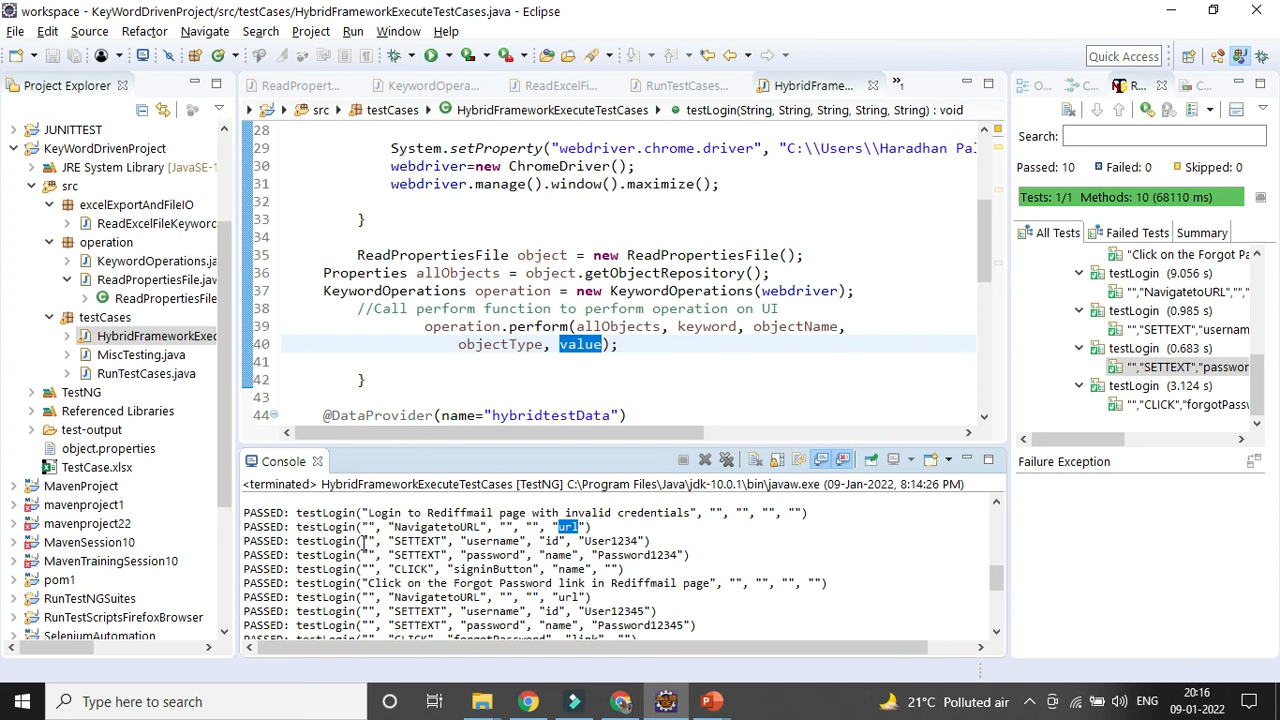 workspace - KeyWordDrivenProject/src/testCases/HybridFrameworkExecuteTestCases.java - Eclipse
File Edit Source Refactor Navigate Search Project Run Window Help
Quick Access
Project Explorer
JUNITTEST
KeyWordDrivenProject
JRE System Library [JavaSE-1
src
excelExportAndFileIO
ReadExcelFileKeyword
operation
KeywordOperations.ja
ReadPropertiesFile.jav
ReadPropertiesFile
testCases
HybridFrameworkExec
MiscTesting.java
RunTestCases.java
TestNG
Referenced Libraries
test-output
object.properties
TestCase.xlsx
MavenProject
mavenproject1
mavenproject22
MavenSession10
MavenTrainingSession10
pom1
RunTestNGSuites
RunTestScriptsFirefoxBrowser
SeleniumAutomation
ReadPropert... KeywordOpera... ReadExcelFi... RunTestCases... HybridFrame... »1
src testCases HybridFrameworkExecuteTestCases testLogin(String, String, String, String, String) : void
28
29 System.setProperty("webdriver.chrome.driver", "C:\\Users\\Haradhan Pal
30 webdriver=new ChromeDriver();
31 webdriver.manage().window().maximize();
32
33 }
34
35 ReadPropertiesFile object = new ReadPropertiesFile();
36 Properties allObjects = object.getObjectRepository();
37 KeywordOperations operation = new KeywordOperations(webdriver);
38 //Call perform function to perform operation on UI
39 operation.perform(allObjects, keyword, objectName,
40 objectType, value);
41
42 }
43
44 @DataProvider(name="hybridtestData")
Console
<terminated> HybridFrameworkExecuteTestCases [TestNG] C:\Program Files\Java\jdk-10.0.1\bin\javaw.exe (09-Jan-2022, 8:14:26 PM)
PASSED: testLogin("Login to Rediffmail page with invalid credentials", "", "", "", "")
PASSED: testLogin("", "NavigatetoURL", "", "", "url")
PASSED: testLogin("", "SETTEXT", "username", "id", "User1234")
PASSED: testLogin("", "SETTEXT", "password", "name", "Password1234")
PASSED: testLogin("", "CLICK", "signinButton", "name", "")
PASSED: testLogin("Click on the Forgot Password link in Rediffmail page", "", "", "", "")
PASSED: testLogin("", "NavigatetoURL", "", "", "url")
PASSED: testLogin("", "SETTEXT", "username", "id", "User12345")
PASSED: testLogin("", "SETTEXT", "password", "name", "Password12345")
PASSED: testLogin("", "CLICK", "forgotPassword", "link", "")
O... C... R... C...
Search:
Passed: 10 Failed: 0 Skipped: 0
Tests: 1/1 Methods: 10 (68110 ms)
All Tests Failed Tests Summary
"Click on the Forgot
testLogin (9.056 s)
"","NavigatetoURL","",
testLogin (0.985 s)
"","SETTEXT","usernam
testLogin (0.683 s)
"","SETTEXT","passwor
testLogin (3.124 s)
"","CLICK","forgotPassw
Failure Exception
Type here to search
21°C Polluted air
ENG
20:16
09-01-2022